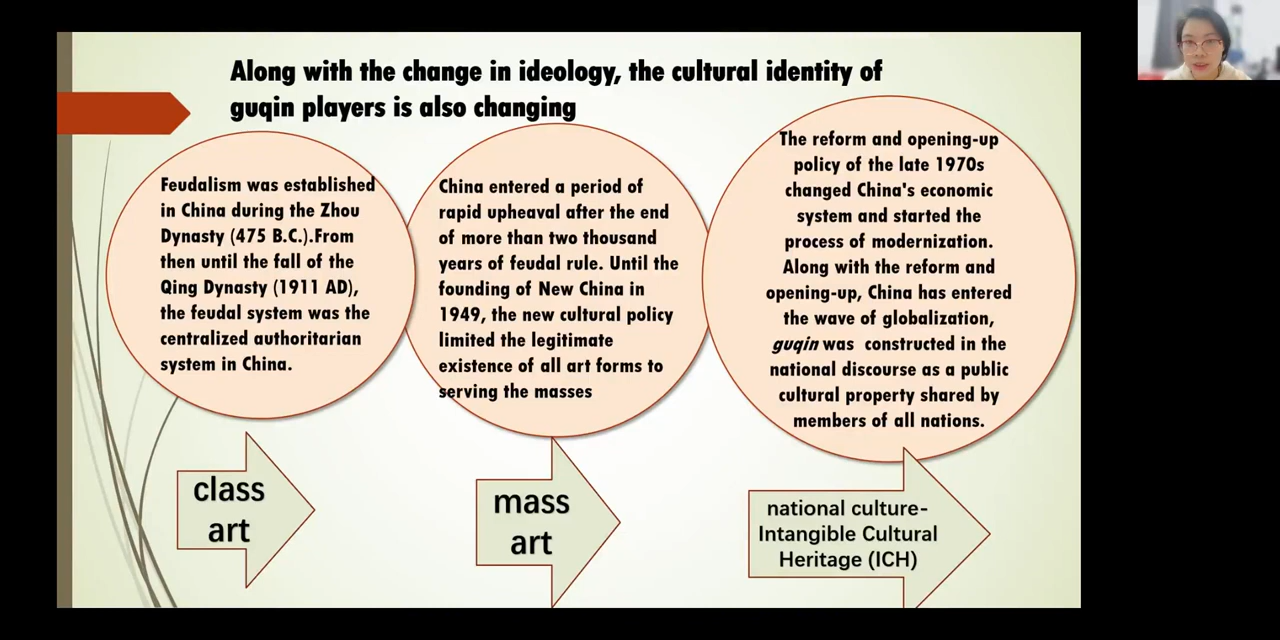 Along with the change in ideology, the cultural identity of
guqin players is also changing
Feudalism was established
in China during the Zhou
Dynasty (475 B.C.).From
then until the fall of the
Qing Dynasty (1911 AD),
the feudal system was the
centralized authoritarian
system in China.
China entered a period of
rapid upheaval after the end
of more than two thousand
years of feudal rule. Until the
founding of New China in
1949, the new cultural policy
limited the legitimate
existence of all art forms to
serving the masses
The reform and opening-up
policy of the late 1970s
changed China's economic
system and started the
process of modernization.
Along with the reform and
opening-up, China has entered
the wave of globalization,
guqin was constructed in the
national discourse as a public
cultural property shared by
members of all nations.
class
art
mass
art
national culture-
Intangible Cultural
Heritage (ICH)